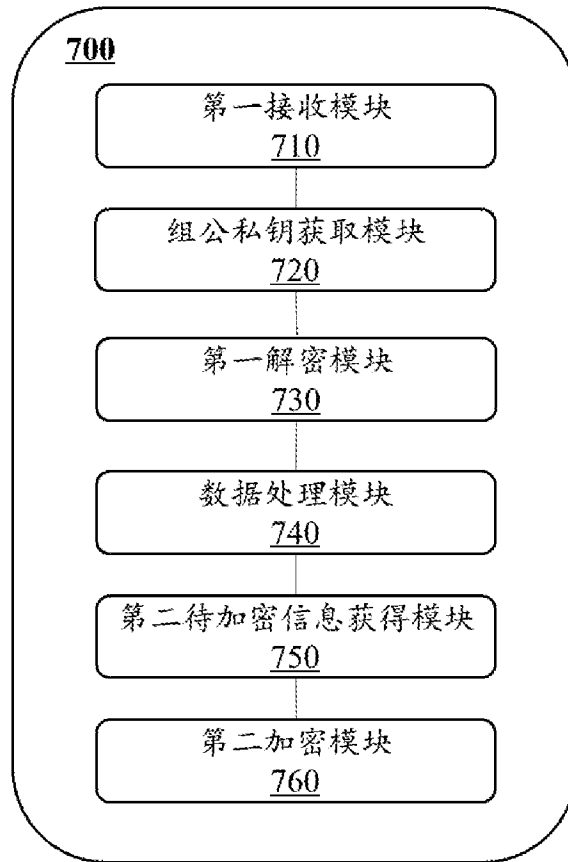 700
第一接收模块
710
组公私钥获取模块
720
第一解密模块
730
数据处理模块
740
第二待加密信息获得模块
750
第二加密模块
760